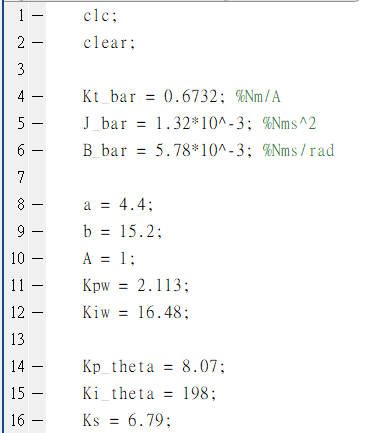 1 — clc;
2 — clear;
3
4 — Kt_bar = 0.6732; %Nm/A
5 — J_bar = 1.32*10^-3; %Nms^2
6 — B_bar = 5.78*10^-3; %Nms/rad
7
8 — a = 4.4;
9 — b = 15.2;
10 — A = 1;
11 — Kpw = 2.113;
12 — Kiw = 16.48;
13
14 — Kp_theta = 8.07;
15 — Ki_theta = 198;
16 — Ks = 6.79;